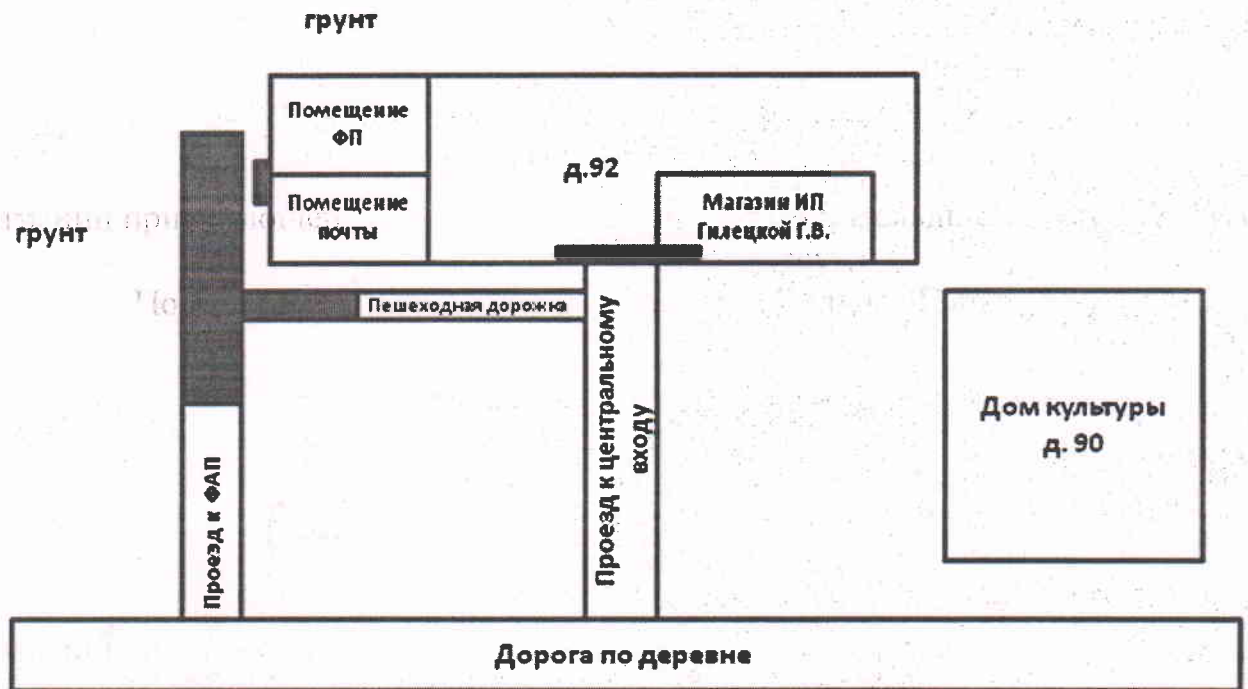 грунт
Помещение
ФП
д.92
Помещение
почты
Магазин ИП
Гилецкой Г.В.
грунт
Пешеходная дорожка
Проезд к центральному
входу
Дом культуры
д. 90
Проезд к ФАП
Дорога по деревне